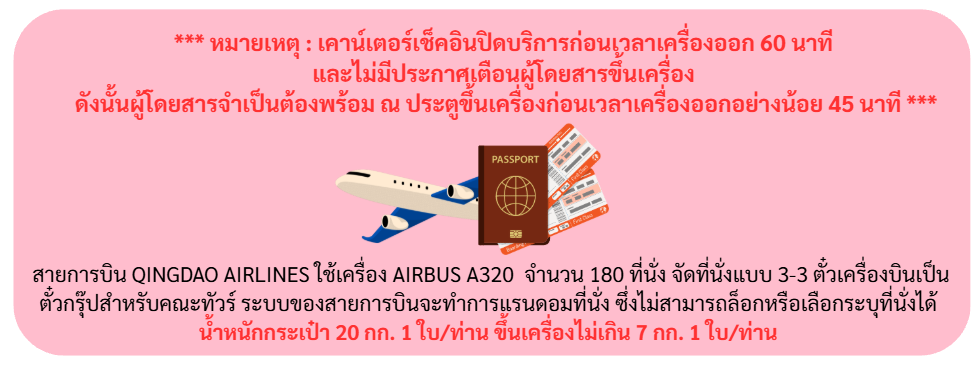 *** หมายเหตุ : เคาน์เตอร์เช็คอินปิดบริการก่อนเวลาเครื่องออก 60 นาที
และไม่มีประกาศเตือนผู้โดยสารขึ้นเครื่อง
ดังนั้นผู้โดยสารจำเป็นต้องพร้อม ณ ประตูขึ้นเครื่องก่อนเวลาเครื่องออกอย่างน้อย 45 นาที ***
PASSPORT
First Class
First Class
สายการบิน QINGDAO AIRLINES ใช้เครื่อง AIRBUS A320 จำนวน 180 ที่นั่ง จัดที่นั่งแบบ 3-3 ตั๋วเครื่องบินเป็น
ตั๋วกรุ๊ปสำหรับคณะทัวร์ ระบบของสายการบินจะทำการแรนดอมที่นั่ง ซึ่งไม่สามารถล็อกหรือเลือกระบุที่นั่งได้
น้ำหนักกระเป๋า 20 กก. 1 ใบ/ท่าน ขึ้นเครื่องไม่เกิน 7 กก. 1 ใบ/ท่าน